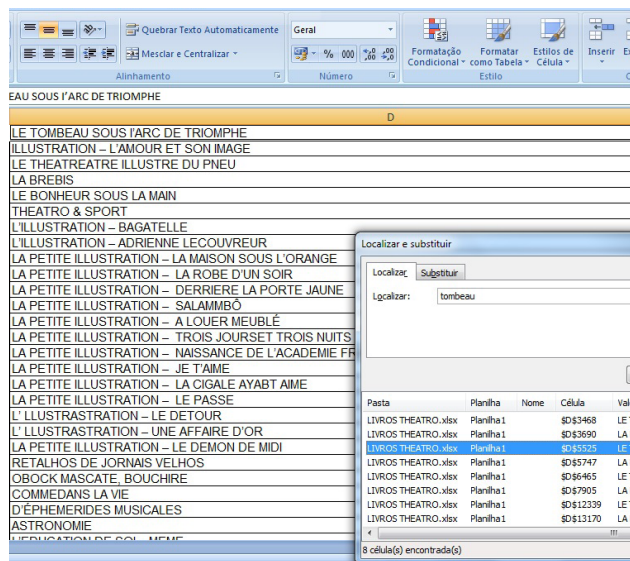 Quebrar Texto Automaticamente
Geral
Mesclar e Centralizar
% 000
Formatação Condicional
Formatar como Tabela
Estilos de Célula
Inserir
Alinhamento
Número
Estilo
EAU SOUS I'ARC DE TRIOMPHE
D
LE TOMBEAU SOUS I'ARC DE TRIOMPHE
ILLUSTRATION – L'AMOUR ET SON IMAGE
LE THEATREATRE ILLUSTRE DU PNEU
LA BREBIS
LE BONHEUR SOUS LA MAIN
THEATRO & SPORT
L'ILLUSTRATION – BAGATELLE
L'ILLUSTRATION – ADRIENNE LECOUVREUR
LA PETITE ILLUSTRATION – LA MAISON SOUS L'ORANGE
LA PETITE ILLUSTRATION – LA ROBE D'UN SOIR
LA PETITE ILLUSTRATION – DERRIERE LA PORTE JAUNE
LA PETITE ILLUSTRATION – SALAMMBÔ
LA PETITE ILLUSTRATION – A LOUER MEUBLÉ
LA PETITE ILLUSTRATION – TROIS JOURSET TROIS NUITS
LA PETITE ILLUSTRATION – NAISSANCE DE L'ACADEMIE FR
LA PETITE ILLUSTRATION – JE T'AIME
LA PETITE ILLUSTRATION – LA CIGALE AYABT AIME
LA PETITE ILLUSTRATION – LE PASSE
L' LLUSTRASTRATION – LE DETOUR
L' LLUSTRASTRATION – UNE AFFAIRE D'OR
LA PETITE ILLUSTRATION – LE DEMON DE MIDI
RETALHOS DE JORNAIS VELHOS
OBOCK MASCATE, BOUCHIRE
COMMEDANS LA VIE
D'ÉPHEMERIDES MUSICALES
ASTRONOMIE
Localizar e substituir
Localizar Substituir
Localizar: tombeau
Pasta Planilha Nome Célula Val
LIVROS THEATRO.xlsx Planilha1 $D$3468 LE
LIVROS THEATRO.xlsx Planilha1 $D$3690 LA
LIVROS THEATRO.xlsx Planilha1 $D$5525 LE
LIVROS THEATRO.xlsx Planilha1 $D$5747 LA
LIVROS THEATRO.xlsx Planilha1 $D$6465 LE
LIVROS THEATRO.xlsx Planilha1 $D$7905 LA
LIVROS THEATRO.xlsx Planilha1 $D$12339 LE
LIVROS THEATRO.xlsx Planilha1 $D$13170 LA
8 célula(s) encontrada(s)